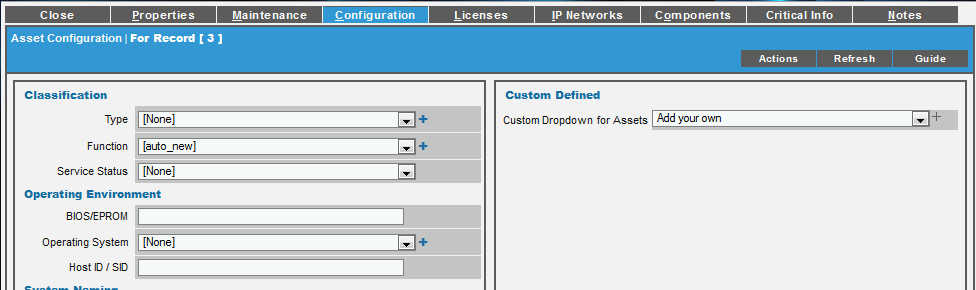 Close Properties Maintenance Configuration Licenses IP Networks Components Critical Info Notes
Asset Configuration | For Record [ 3 ]
Actions Refresh Guide
Classification
Type [None] +
Function [auto_new] +
Service Status [None]
Operating Environment
BIOS/EPROM
Operating System [None] +
Host ID / SID
System Naming
Custom Defined
Custom Dropdown for Assets Add your own +